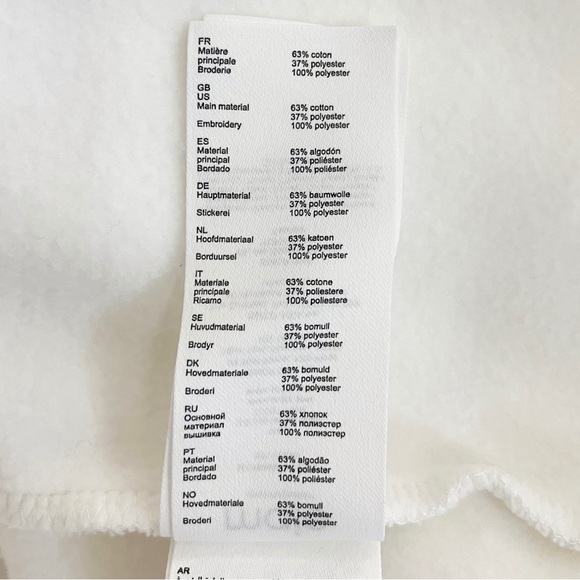 FR
Matière 63% coton
principale 37% polyester
Broderie 100% polyester
GB
US
Main material 63% cotton
37% polyester
Embroidery 100% polyester
ES
Material 63% algodón
principal 37% poliéster
Bordado 100% poliéster
DE
Hauptmaterial 63% baumwolle
37% polyester
Stickerei 100% polyester
NL
Hoofdmateriaal 63% katoen
37% polyester
Borduursel 100% polyester
IT
Materiale 63% cotone
principale 37% poliestere
Ricamo 100% poliestere
SE
Huvudmaterial 63% bomull
37% polyester
Brodyr 100% polyester
DK
Hovedmateriale 63% bomuld
37% polyester
Broderi 100% polyester
RU
Основной 63% хлопок
материал 37% полиэстер
вышивка 100% полиэстер
PT
Material 63% algodão
principal 37% poliéster
Bordado 100% poliéster
NO
Hovedmateriale 63% bomull
37% polyester
Broderi 100% polyester
AR